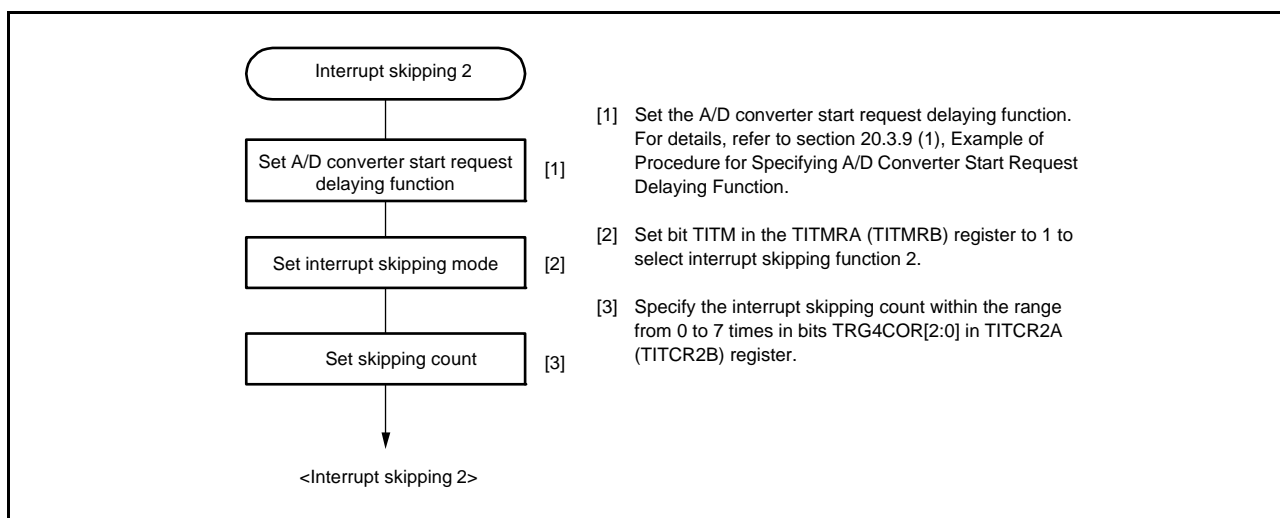 Interrupt skipping 2
Set A/D converter start request
delaying function
[1]
Set interrupt skipping mode
[2]
Set skipping count
[3]
<Interrupt skipping 2>
[1] Set the A/D converter start request delaying function.
For details, refer to section 20.3.9 (1), Example of
Procedure for Specifying A/D Converter Start Request
Delaying Function.
[2] Set bit TITM in the TITMRA (TITMRB) register to 1 to
select interrupt skipping function 2.
[3] Specify the interrupt skipping count within the range
from 0 to 7 times in bits TRG4COR[2:0] in TITCR2A
(TITCR2B) register.